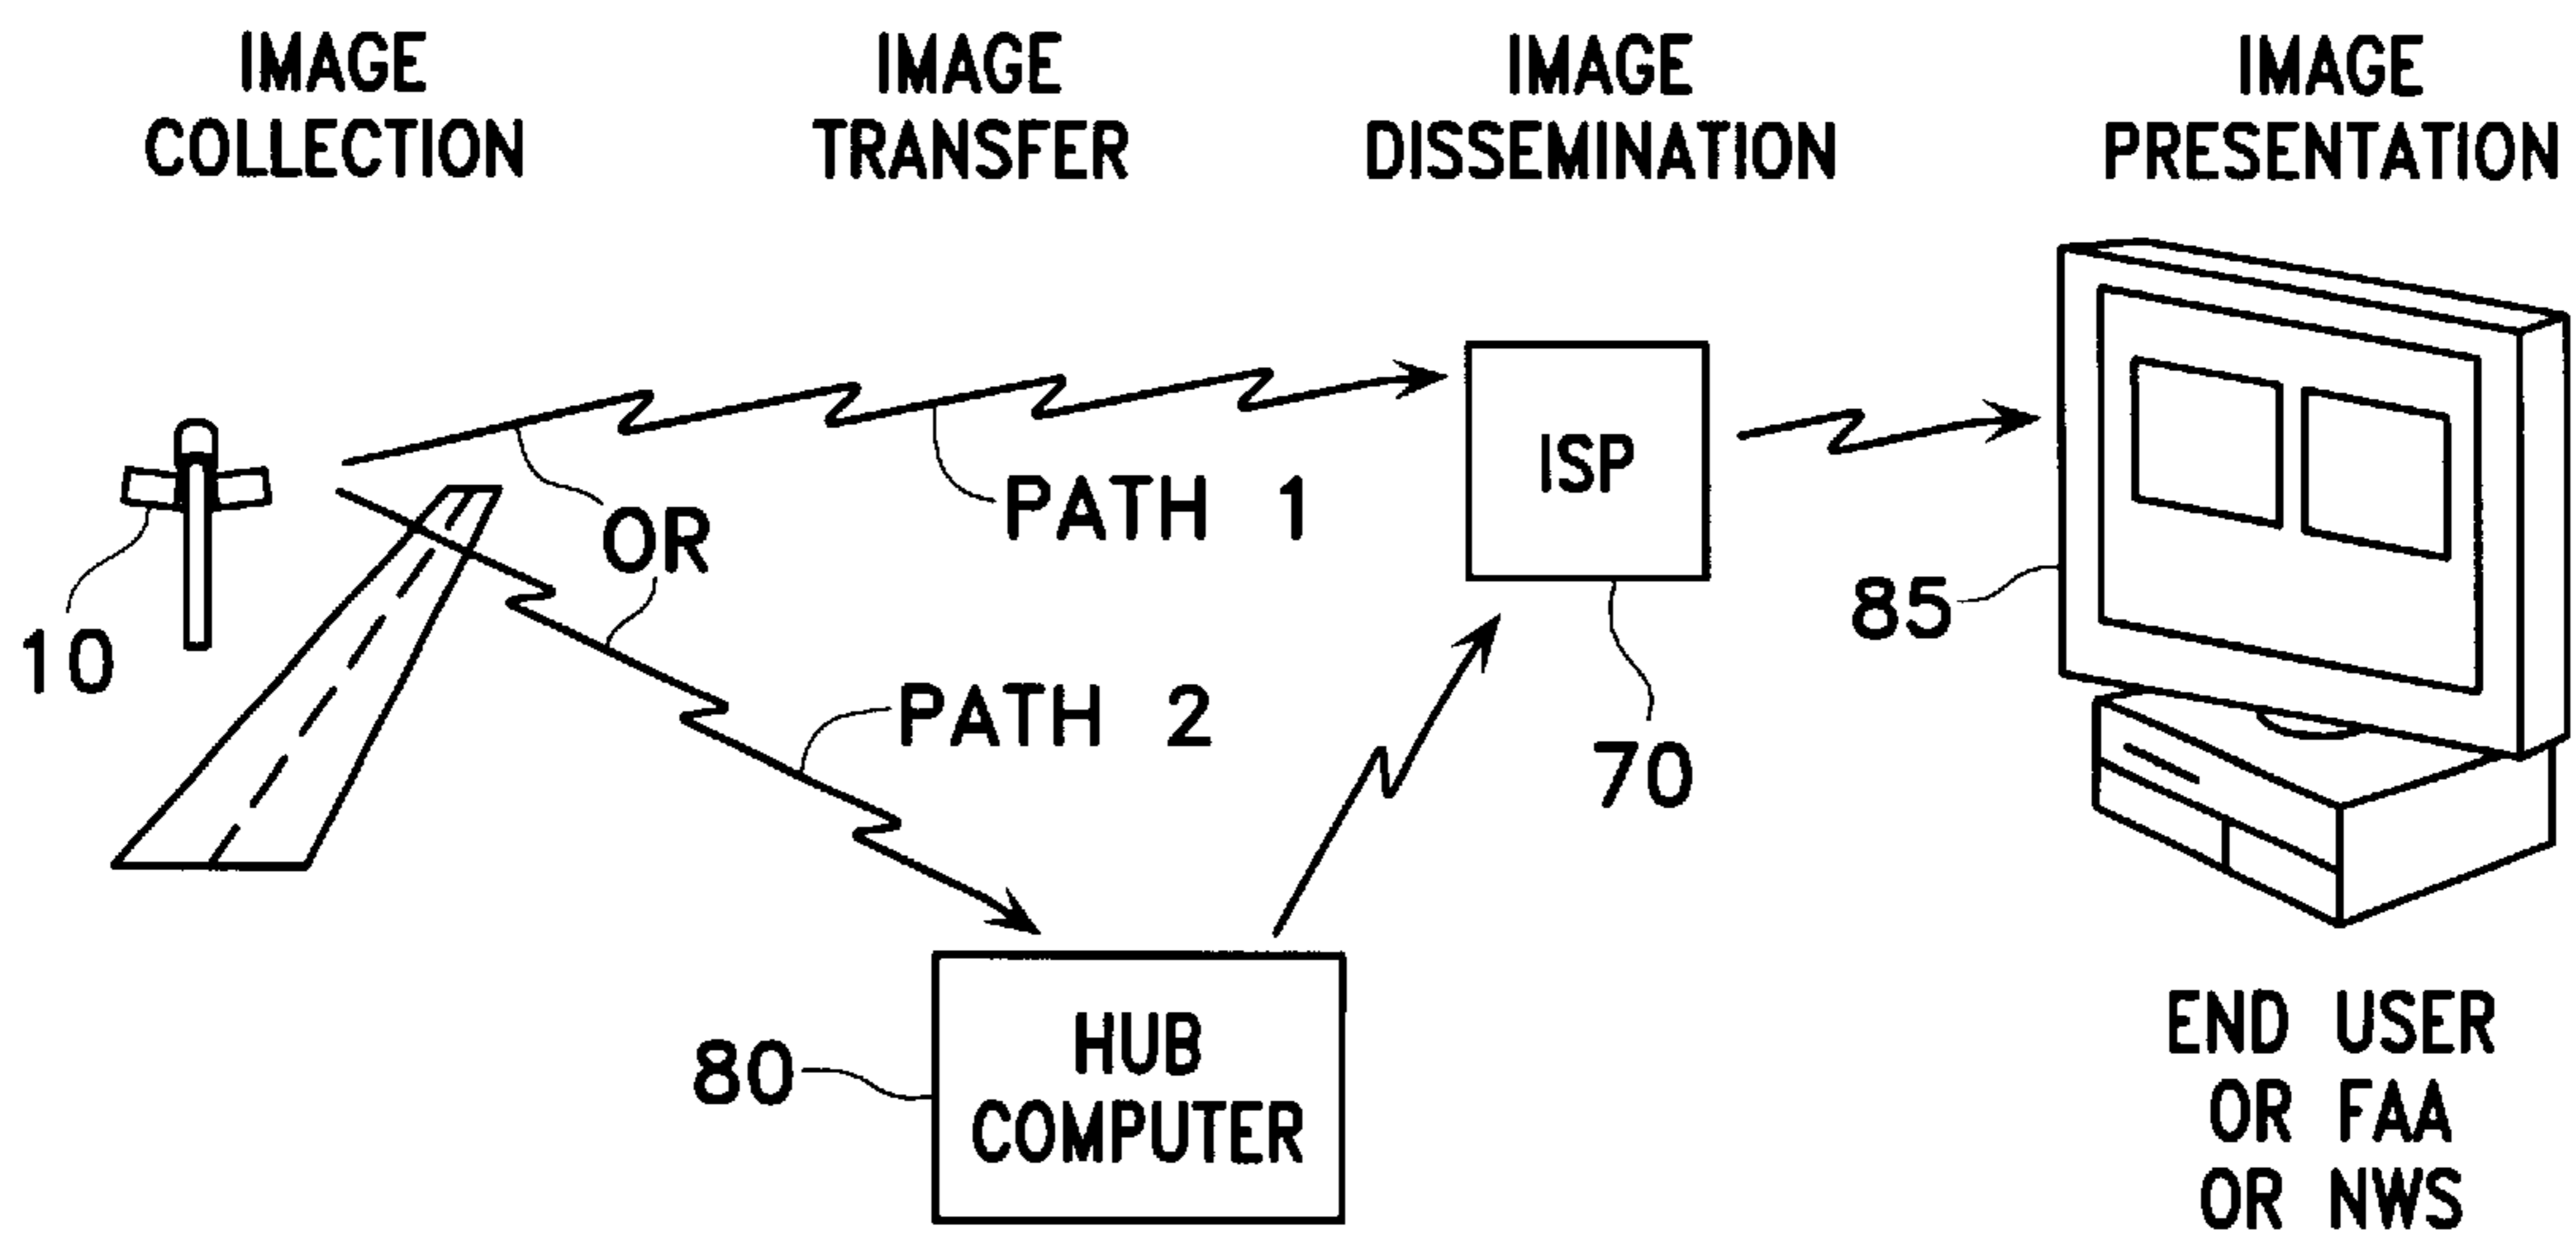 IMAGE
COLLECTION
IMAGE
TRANSFER
IMAGE
DISSEMINATION
IMAGE
PRESENTATION
10
OR
PATH 1
PATH 2
ISP
70
85
80
HUB
COMPUTER
END USER
OR FAA
OR NWS